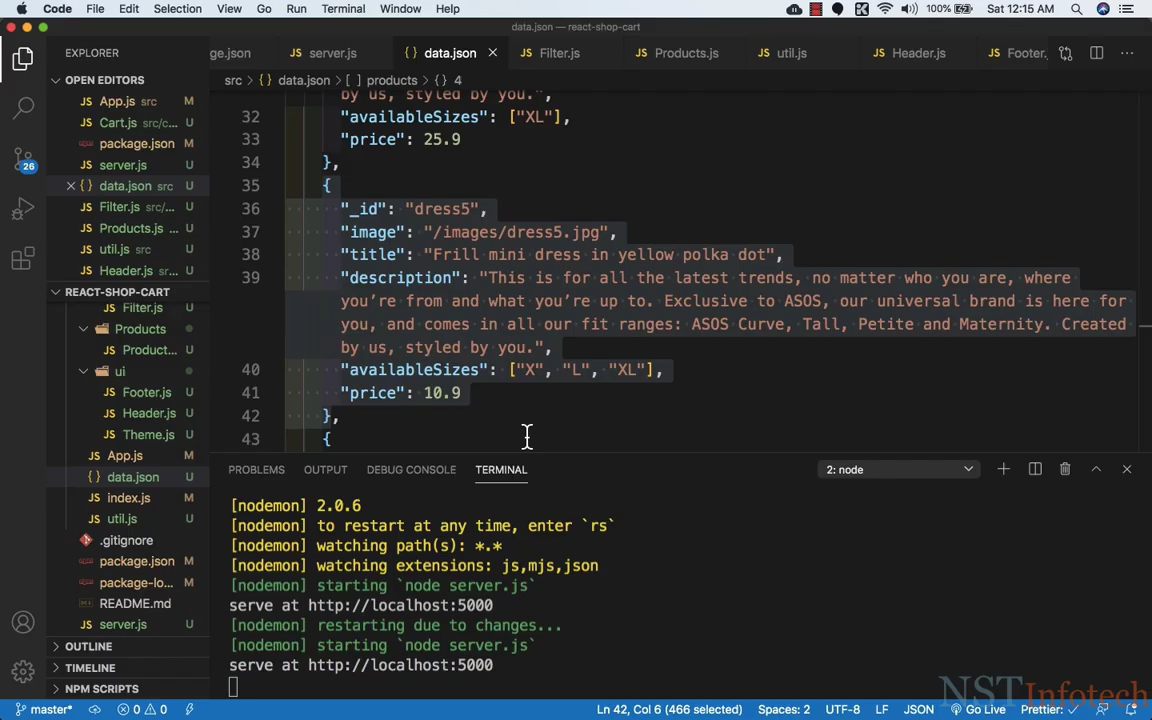 Code File Edit Selection View Go Run Terminal Window Help 100% Sat 12:15 AM
data.json — react-shop-cart
EXPLORER
ge.json server.js data.json Filter.js Products.js util.js Header.js Footer.
OPEN EDITORS
src data.json [ ] products {} 4
App.js src M
Cart.js src/c... U
package.json M
server.js U
data.json src U
Filter.js src/... U
Products.js... U
util.js src U
Header.js src... U
REACT-SHOP-CART
Filter.js U
Products
Product... U
ui
Footer.js U
Header.js U
Theme.js U
App.js M
data.json U
index.js M
util.js U
.gitignore
package.json M
package-lo... M
README.md
server.js U
OUTLINE
TIMELINE
NPM SCRIPTS
26
by us, styled by you.",
32 "availableSizes": ["XL"],
33 "price": 25.9
34 },
35 {
36 "_id": "dress5",
37 "image": "/images/dress5.jpg",
38 "title": "Frill mini dress in yellow polka dot",
39 "description": "This is for all the latest trends, no matter who you are, where
you’re from and what you’re up to. Exclusive to ASOS, our universal brand is here for
you, and comes in all our fit ranges: ASOS Curve, Tall, Petite and Maternity. Created
by us, styled by you.",
40 "availableSizes": ["X", "L", "XL"],
41 "price": 10.9
42 },
43 {
PROBLEMS OUTPUT DEBUG CONSOLE TERMINAL 2: node
[nodemon] 2.0.6
[nodemon] to restart at any time, enter `rs`
[nodemon] watching path(s): *.*
[nodemon] watching extensions: js,mjs,json
[nodemon] starting `node server.js`
serve at http://localhost:5000
[nodemon] restarting due to changes...
[nodemon] starting `node server.js`
serve at http://localhost:5000
NSTInfotech
master* 0 0 Ln 42, Col 6 (466 selected) Spaces: 2 UTF-8 LF JSON Go Live Prettier: ✓